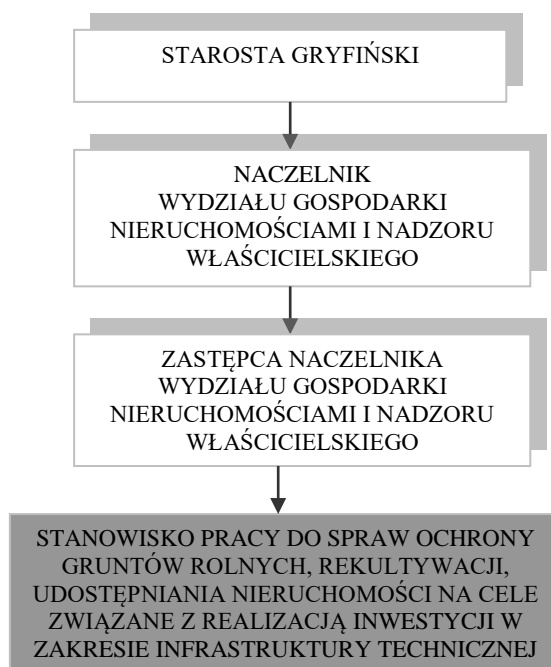 STAROSTA GRYFIŃSKI
NACZELNIK
WYDZIAŁU GOSPODARKI
NIERUCHOMOŚCIAMI I NADZORU
WŁAŚCICIELSKIEGO
ZASTĘPCA NACZELNIKA
WYDZIAŁU GOSPODARKI
NIERUCHOMOŚCIAMI I NADZORU
WŁAŚCICIELSKIEGO
STANOWISKO PRACY DO SPRAW OCHRONY
GRUNTÓW ROLNYCH, REKULTYWACJI,
UDOSTĘPNIANIA NIERUCHOMOŚCI NA CELE
ZWIĄZANE Z REALIZACJĄ INWESTYCJI W
ZAKRESIE INFRASTRUKTURY TECHNICZNEJ